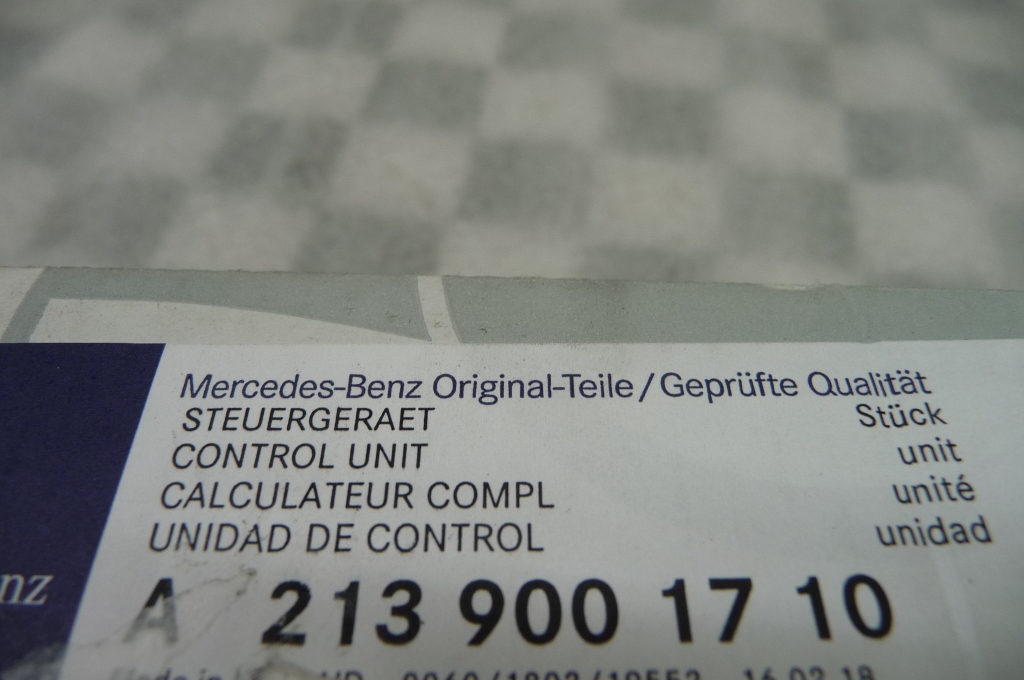 Mercedes-Benz Original-Teile / Geprüfte Qualität
STEUERGERAET Stück
CONTROL UNIT unit
CALCULATEUR COMPL unité
UNIDAD DE CONTROL unidad
nz
A 213 900 17 10